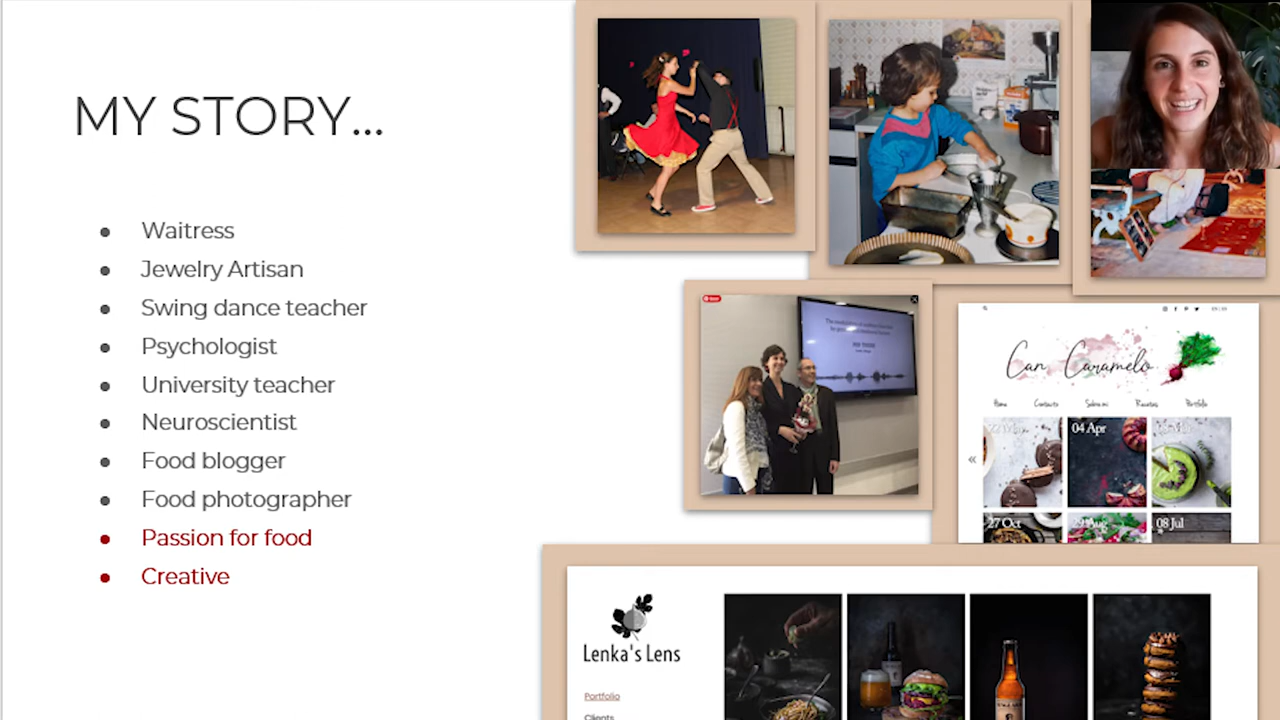 MY STORY...
Waitress
Jewelry Artisan
Swing dance teacher
Psychologist
University teacher
Neuroscientist
Food blogger
Food photographer
Passion for food
Creative
Can Caramelo
Home Contacto Sobre mi Recetas Portfolio
04 Apr
27 Oct 29 Aug 08 Jul
Lenka's Lens
Portfolio
Clients